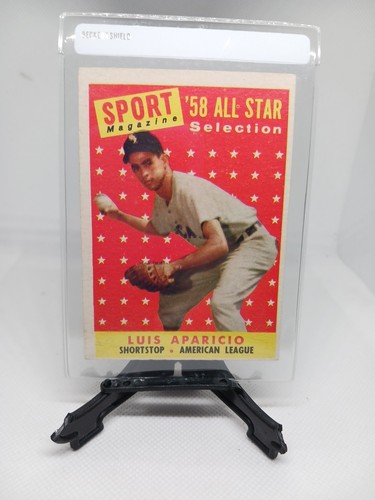 SPORT
Magazine
'58 ALL STAR
Selection
LUIS APARICIO
SHORTSTOP • AMERICAN LEAGUE